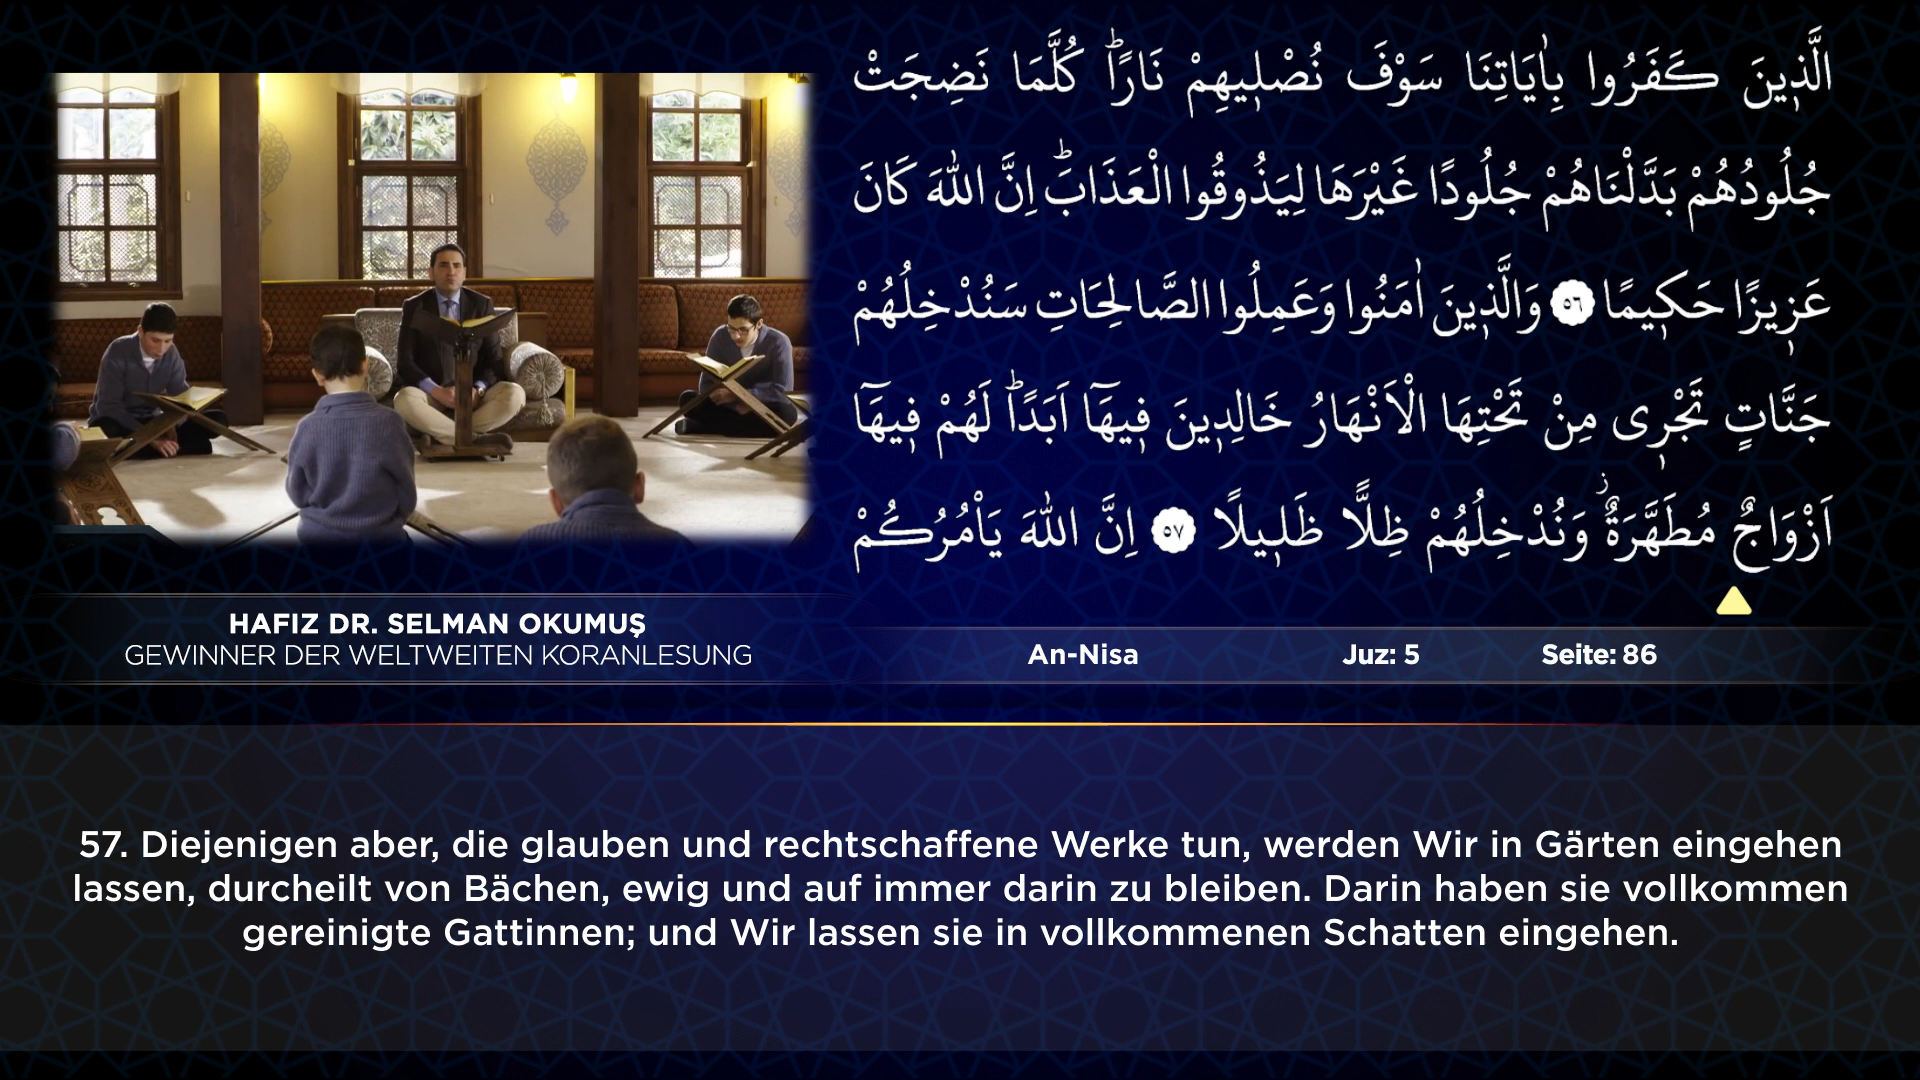 الَّذ۪ينَ كَفَرُوا بِاٰيَاتِنَا سَوْفَ نُصْل۪يهِمْ نَارًاۜ كُلَّمَا نَضِجَتْ
جُلُودُهُمْ بَدَّلْنَاهُمْ جُلُودًا غَيْرَهَا لِيَذُوقُوا الْعَذَابَۜ اِنَّ اللّٰهَ كَانَ
عَز۪يزًا حَك۪يمًا ٥٦ وَالَّذ۪ينَ اٰمَنُوا وَعَمِلُوا الصَّالِحَاتِ سَنُدْخِلُهُمْ
جَنَّاتٍ تَجْر۪ى مِنْ تَحْتِهَا الْاَنْهَارُ خَالِد۪ينَ ف۪يهَٓا اَبَدًاۜ لَهُمْ ف۪يهَٓا
اَزْوَاجٌ مُطَهَّرَةٌۘ وَنُدْخِلُهُمْ ظِلًّا ظَل۪يلًا ٥٧ اِنَّ اللّٰهَ يَاْمُرُكُمْ
HAFIZ DR. SELMAN OKUMUŞ
GEWINNER DER WELTWEITEN KORANLESUNG
An-Nisa Juz: 5 Seite: 86
57. Diejenigen aber, die glauben und rechtschaffene Werke tun, werden Wir in Gärten eingehen
lassen, durcheilt von Bächen, ewig und auf immer darin zu bleiben. Darin haben sie vollkommen
gereinigte Gattinnen; und Wir lassen sie in vollkommenen Schatten eingehen.